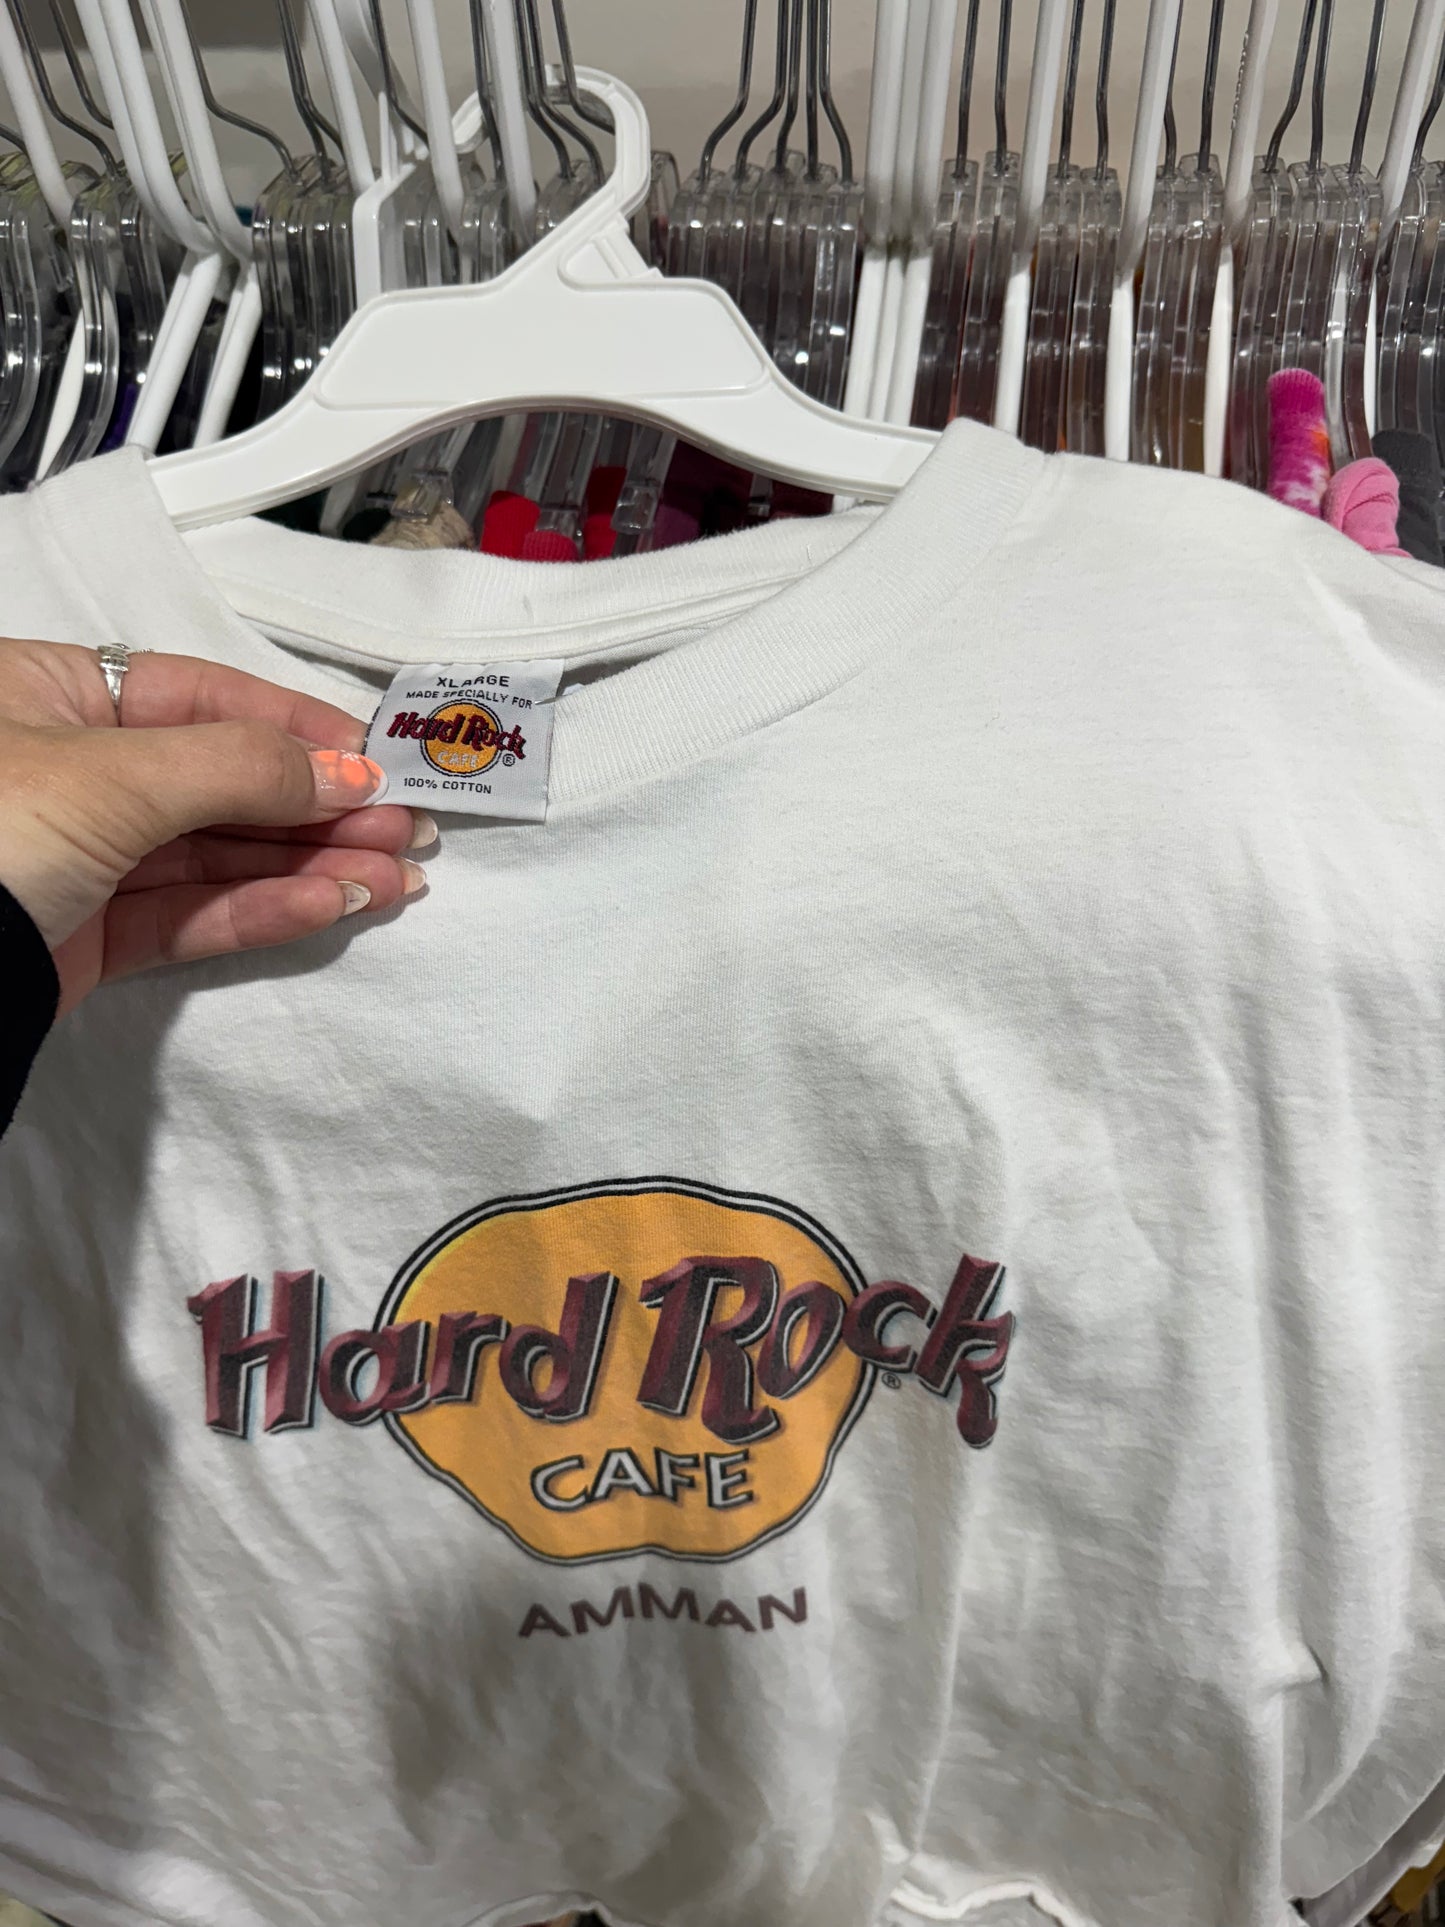 XLARGE
MADE SPECIALLY FOR
Hard Rock
CAFE ®
100% COTTON
Hard Rock ®
CAFE
AMMAN